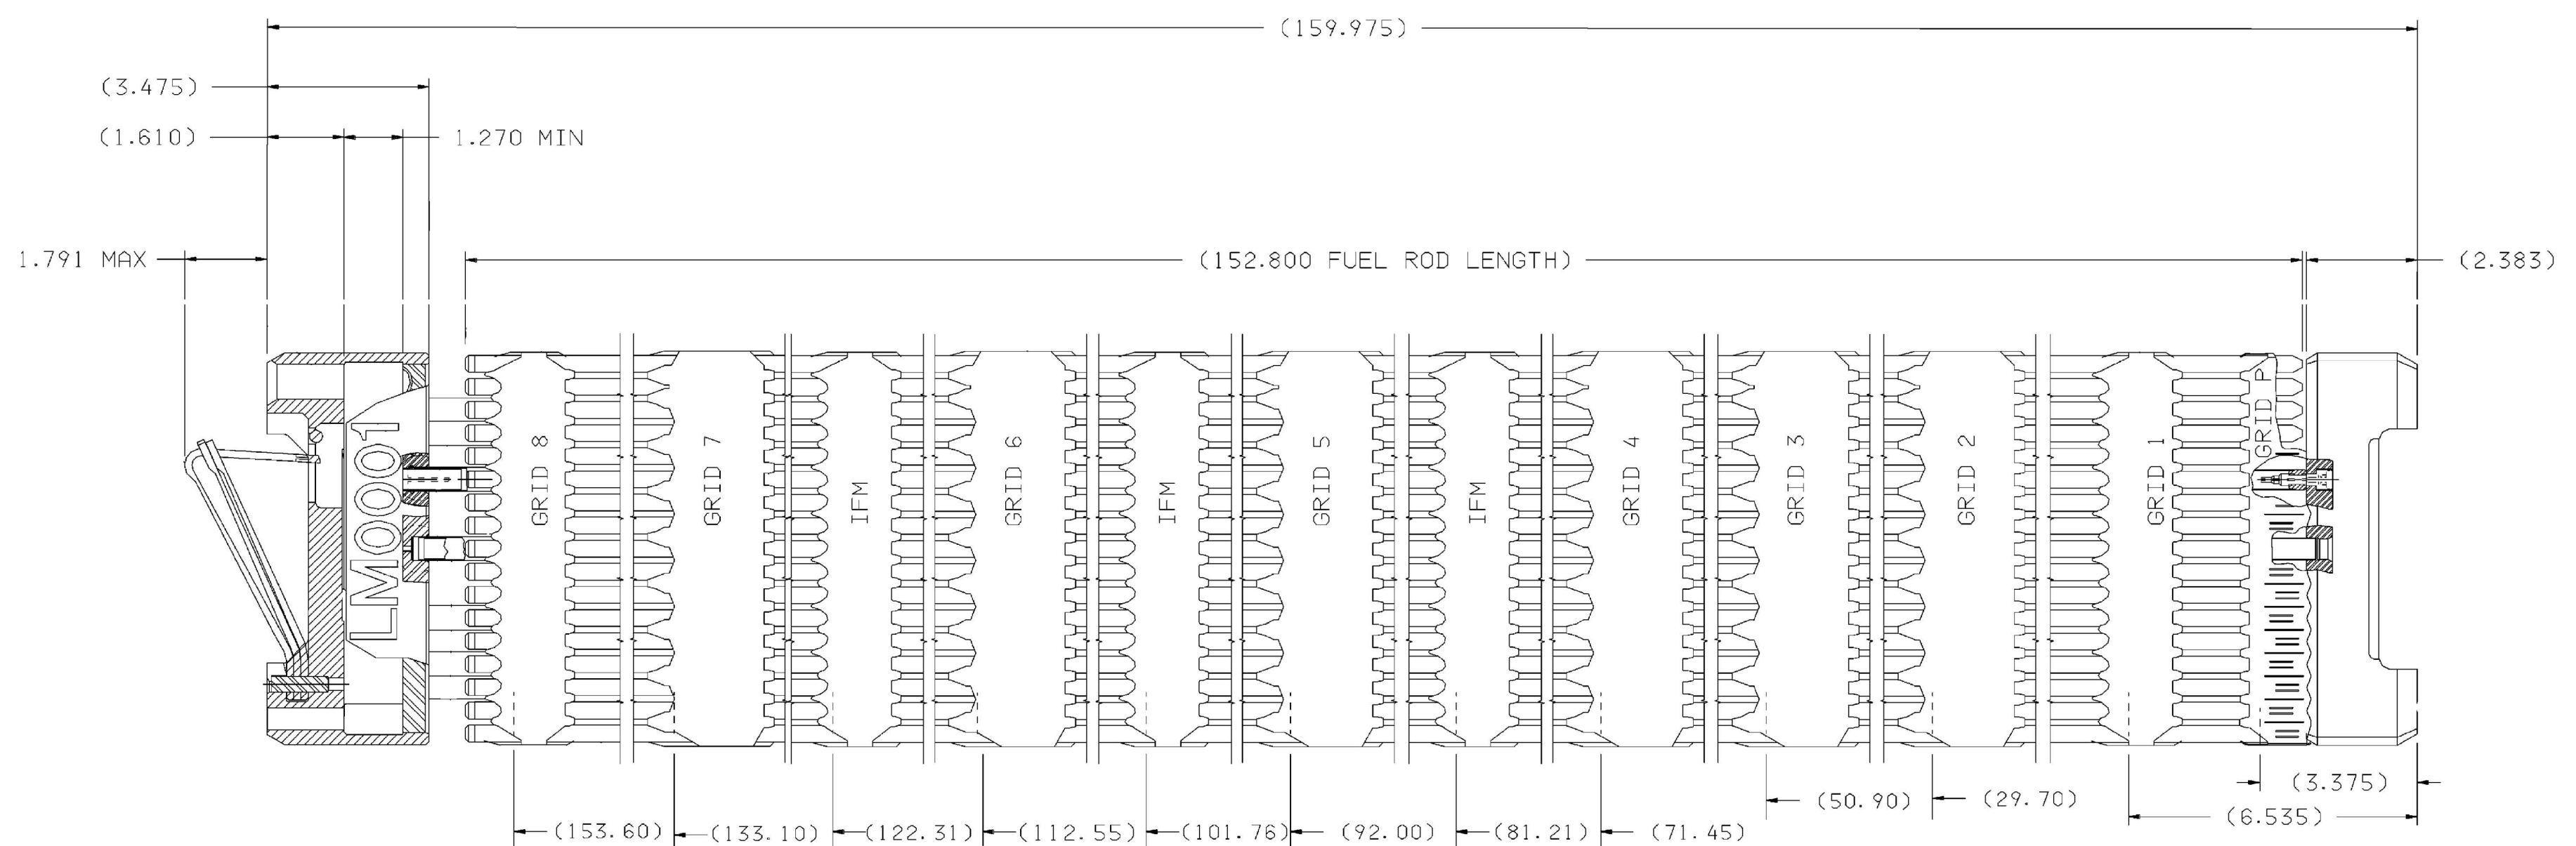 (159.975)
(3.475)
(1.610)
1.270 MIN
1.791 MAX
(152.800 FUEL ROD LENGTH)
(2.383)
LM0001
GRID 8
GRID 7
IFM
GRID 6
IFM
GRID 5
IFM
GRID 4
GRID 3
GRID 2
GRID 1
GRID P
(3.375)
(50.90)
(29.70)
(6.535)
(153.60)
(133.10)
(122.31)
(112.55)
(101.76)
(92.00)
(81.21)
(71.45)